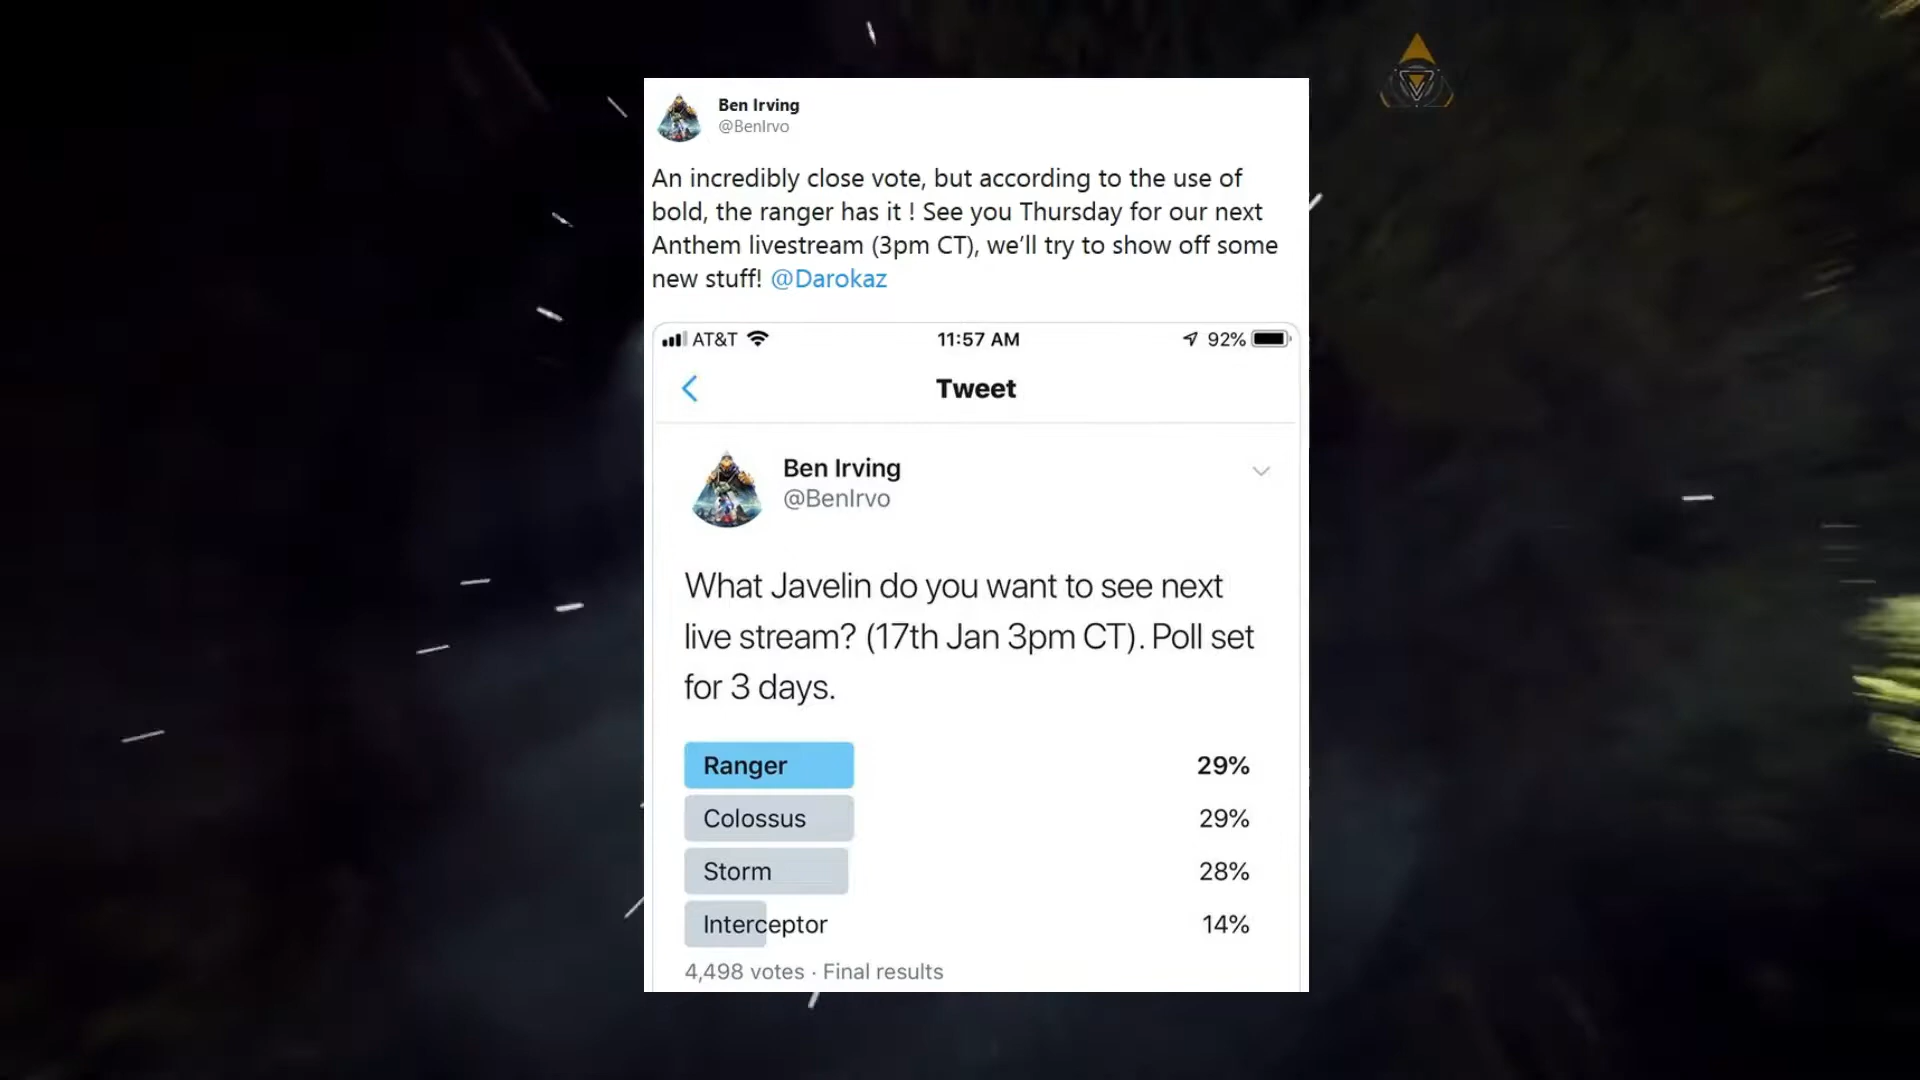 Ben Irving
@BenIrvo
An incredibly close vote, but according to the use of
bold, the ranger has it ! See you Thursday for our next
Anthem livestream (3pm CT), we’ll try to show off some
new stuff! @Darokaz
AT&T 11:57 AM 92%
Tweet
Ben Irving
@BenIrvo
What Javelin do you want to see next
live stream? (17th Jan 3pm CT). Poll set
for 3 days.
Ranger 29%
Colossus 29%
Storm 28%
Interceptor 14%
4,498 votes · Final results